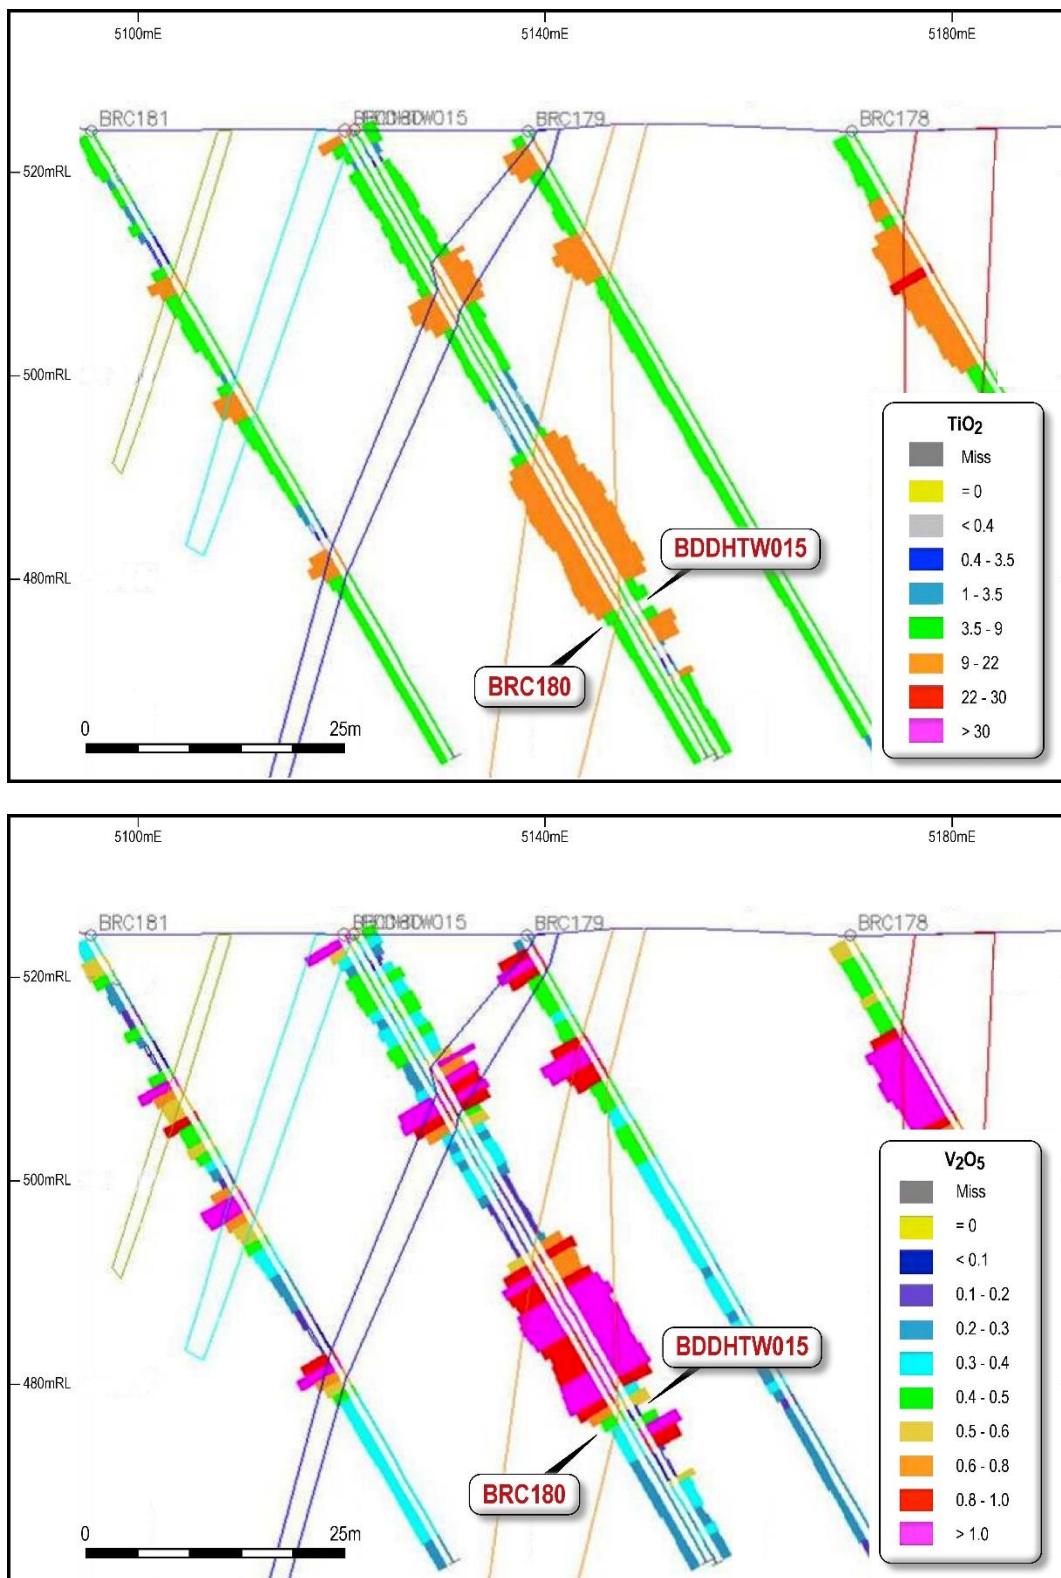 5100mE 5140mE 5180mE
BRC181 BRC179 BRC178
520mRL
500mRL
TiO2
Miss
= 0
< 0.4
0.4 - 3.5
1 - 3.5
3.5 - 9
9 - 22
22 - 30
> 30
BDDHTW015
480mRL
BRC180
0 25m
5100mE 5140mE 5180mE
BRC181 BRC179 BRC178
520mRL
500mRL
V2O5
Miss
= 0
< 0.1
0.1 - 0.2
0.2 - 0.3
0.3 - 0.4
0.4 - 0.5
0.5 - 0.6
0.6 - 0.8
0.8 - 1.0
> 1.0
BDDHTW015
480mRL
BRC180
0 25m